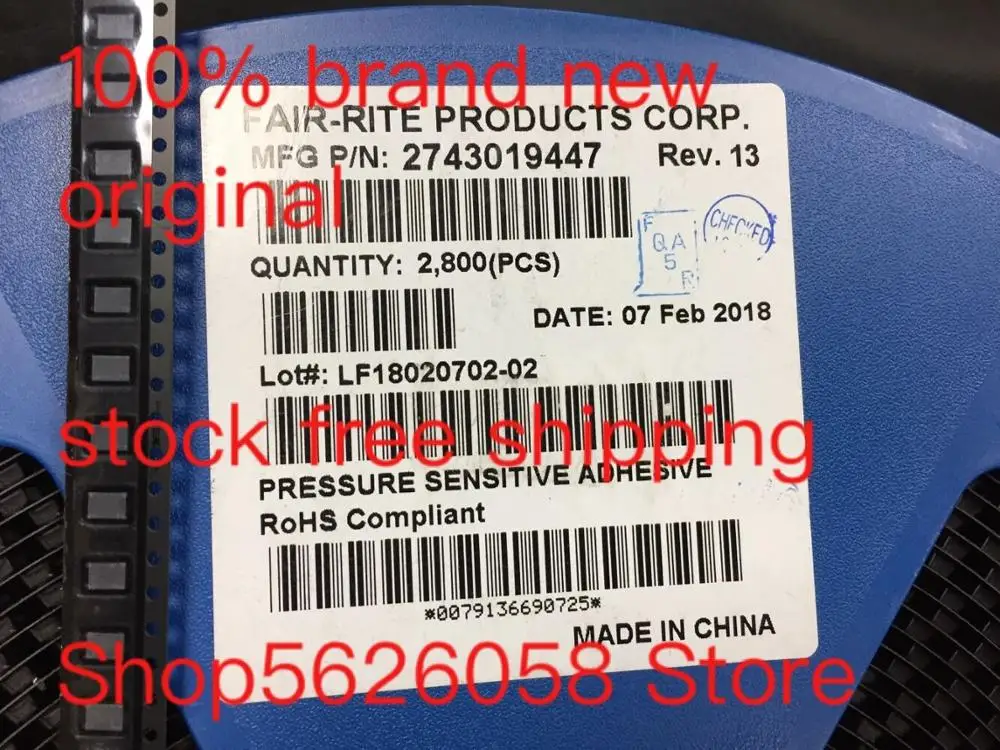 100% brand new
FAIR-RITE PRODUCTS CORP.
MFG P/N: 2743019447 Rev. 13
original
F
QA
5
R
CHECKED
QUANTITY: 2,800(PCS)
DATE: 07 Feb 2018
Lot#: LF18020702-02
stock free shipping
PRESSURE SENSITIVE ADHESIVE
RoHS Compliant
*0079136690725*
MADE IN CHINA
Shop5626058 Store